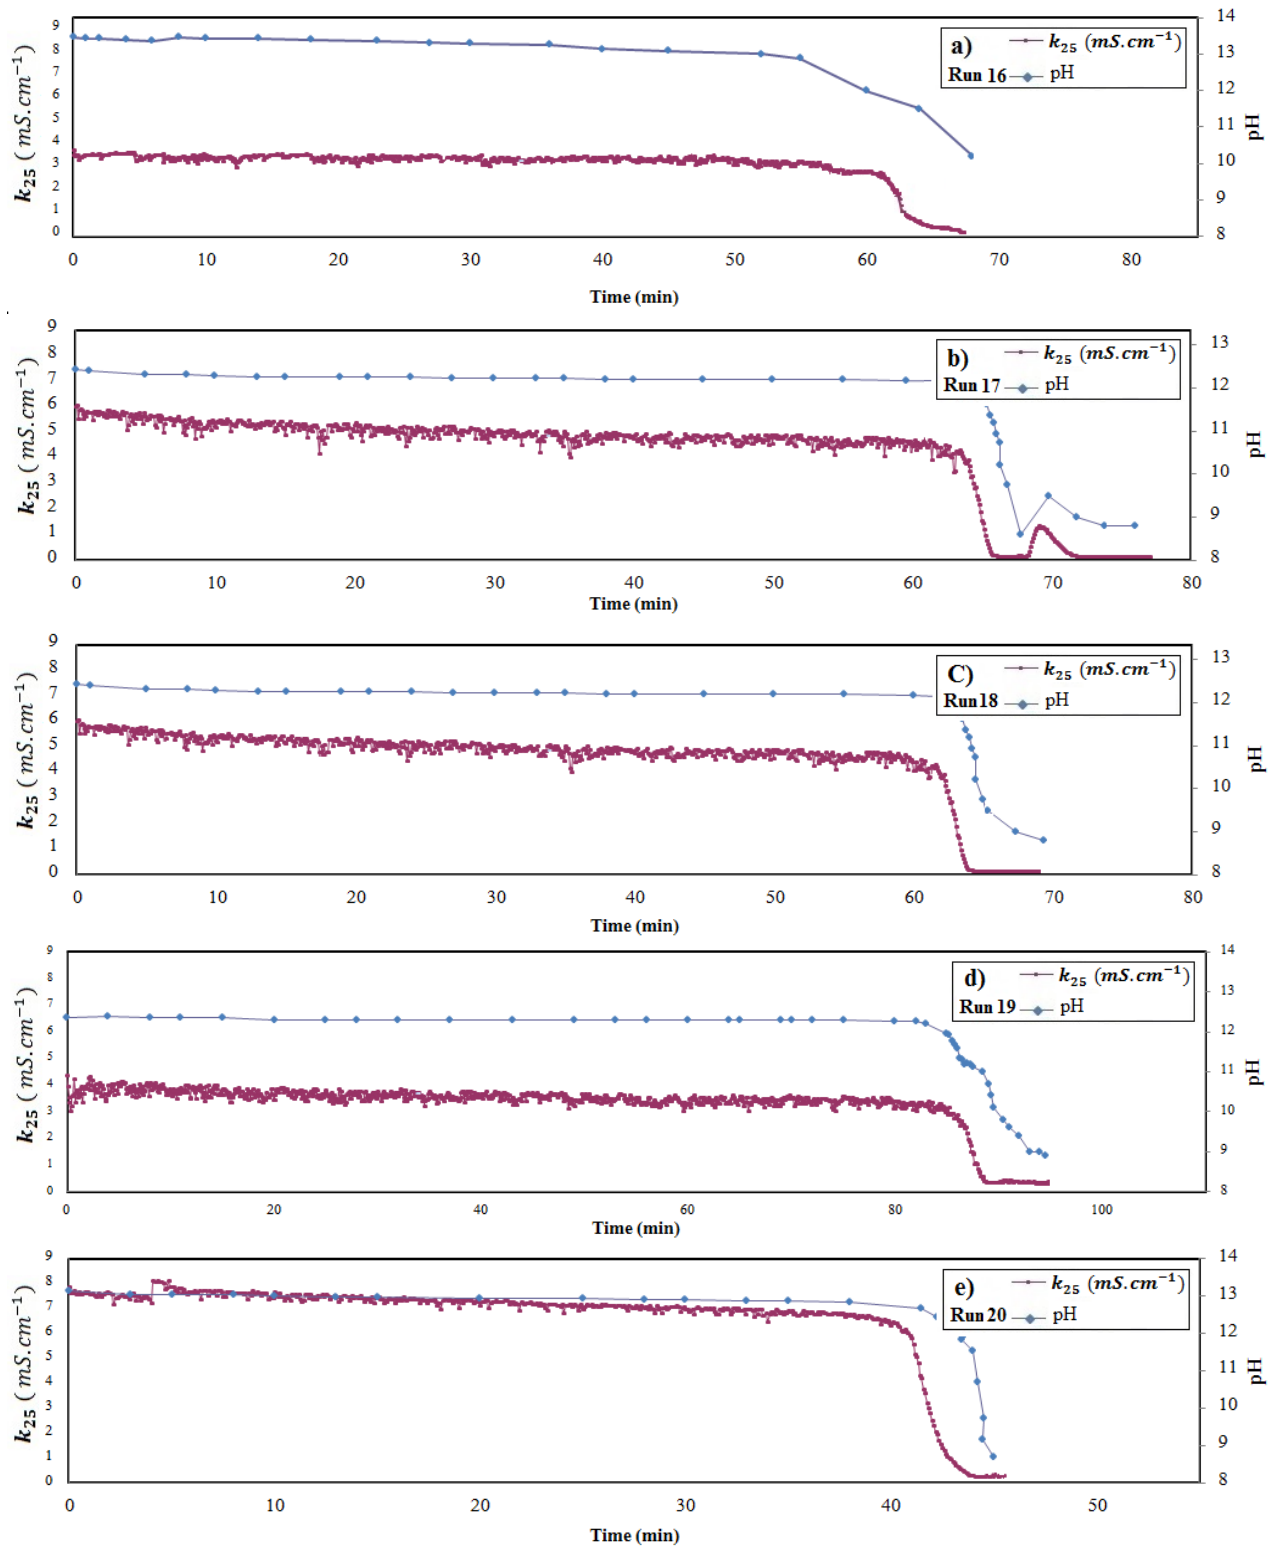 k25 ( mS.cm−1)
9
8
7
6
5
4
3
2
1
0
a)
k25 (mS.cm−1)
Run 16
pH
14
13
12
11
10
9
8
pH
0 10 20 30 40 50 60 70 80
Time (min)
k25 ( mS.cm−1)
9
8
7
6
5
4
3
2
1
0
b)
k25 (mS.cm−1)
Run 17
pH
13
12
11
10
9
8
pH
0 10 20 30 40 50 60 70 80
Time (min)
k25 ( mS.cm−1)
9
8
7
6
5
4
3
2
1
0
C)
k25 (mS.cm−1)
Run18
pH
13
12
11
10
9
8
pH
0 10 20 30 40 50 60 70 80
Time (min)
k25 ( mS.cm−1)
9
8
7
6
5
4
3
2
1
0
d)
k25 (mS.cm−1)
Run 19
pH
14
13
12
11
10
9
8
pH
0 20 40 60 80 100
Time (min)
k25 ( mS.cm−1)
9
8
7
6
5
4
3
2
1
0
e)
k25 (mS.cm−1)
Run 20
pH
14
13
12
11
10
9
8
pH
0 10 20 30 40 50
Time (min)